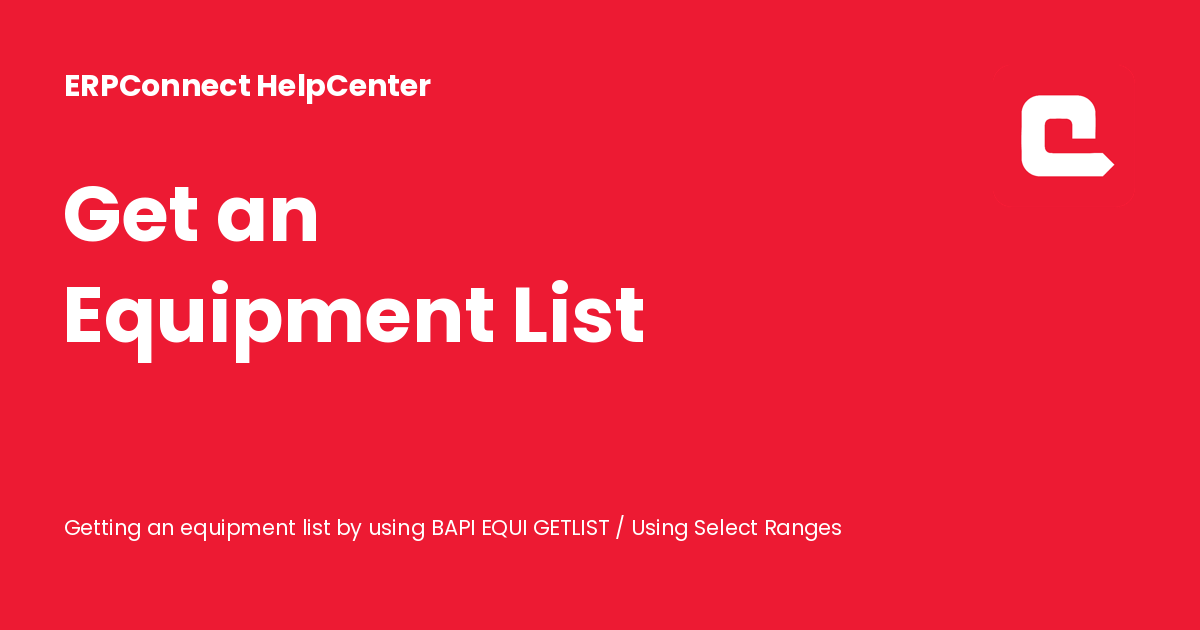 ERPConnect HelpCenter
Get an
Equipment List
Getting an equipment list by using BAPI EQUI GETLIST / Using Select Ranges